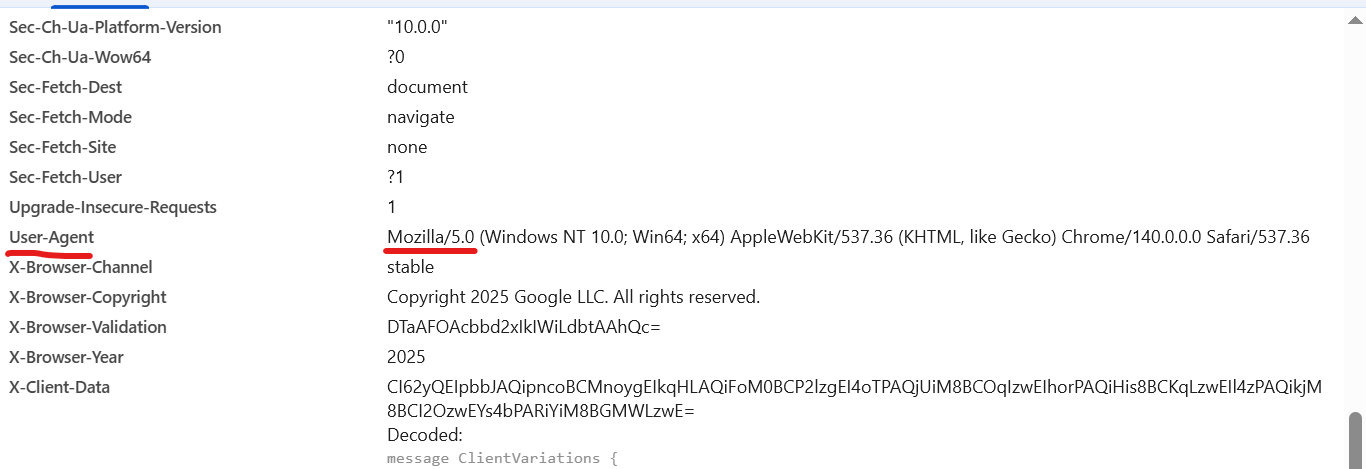 Sec-Ch-Ua-Platform-Version "10.0.0"
Sec-Ch-Ua-Wow64 ?0
Sec-Fetch-Dest document
Sec-Fetch-Mode navigate
Sec-Fetch-Site none
Sec-Fetch-User ?1
Upgrade-Insecure-Requests 1
User-Agent Mozilla/5.0 (Windows NT 10.0; Win64; x64) AppleWebKit/537.36 (KHTML, like Gecko) Chrome/140.0.0.0 Safari/537.36
X-Browser-Channel stable
X-Browser-Copyright Copyright 2025 Google LLC. All rights reserved.
X-Browser-Validation DTaAFOAcbbd2xIkIWiLdbtAAhQc=
X-Browser-Year 2025
X-Client-Data CI62yQEIpbbJAQipncoBCMnoygEIkqHLAQiFoM0BCP2lzgEI4oTPAQjUiM8BCOqIzwEIhorPAQiHis8BCKqLzwEIl4zPAQikjM
8BCI2OzwEYs4bPARiYiM8BGMWLzwE=
Decoded:
message ClientVariations {